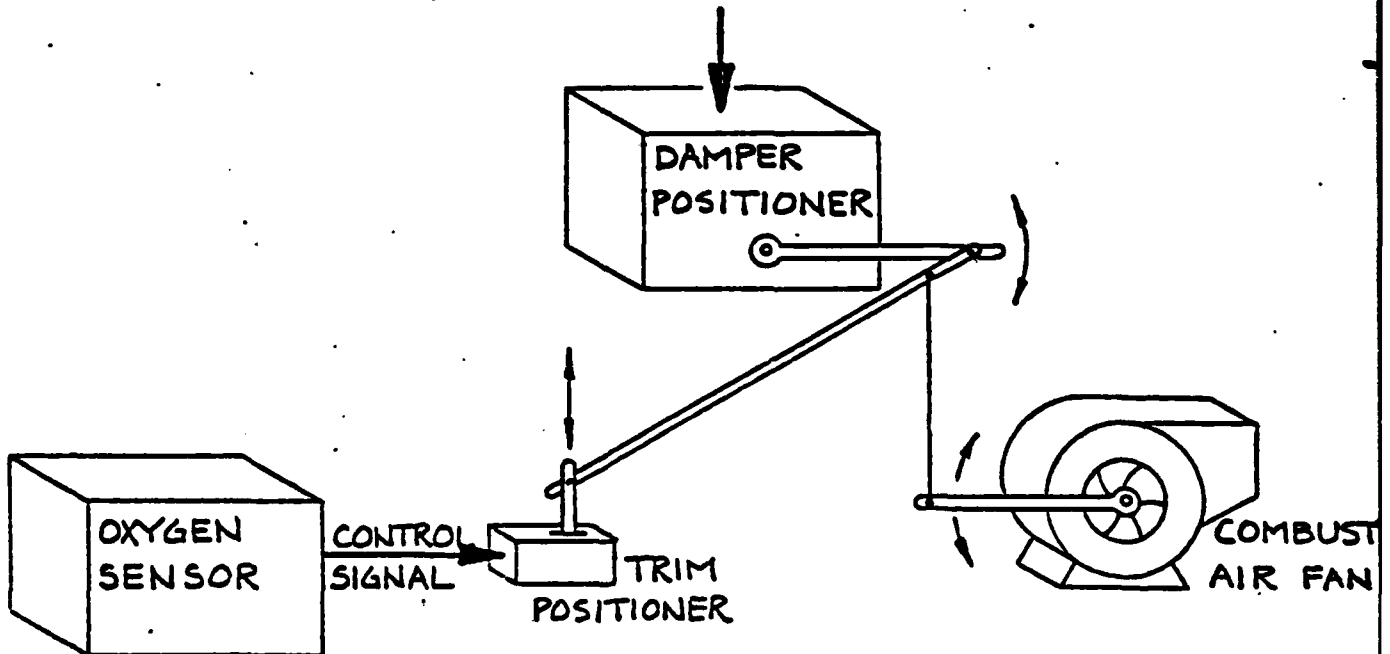 DAMPER
POSITIONER
OXYGEN
SENSOR
CONTROL
SIGNAL
TRIM
POSITIONER
COMBUST
AIR FAN